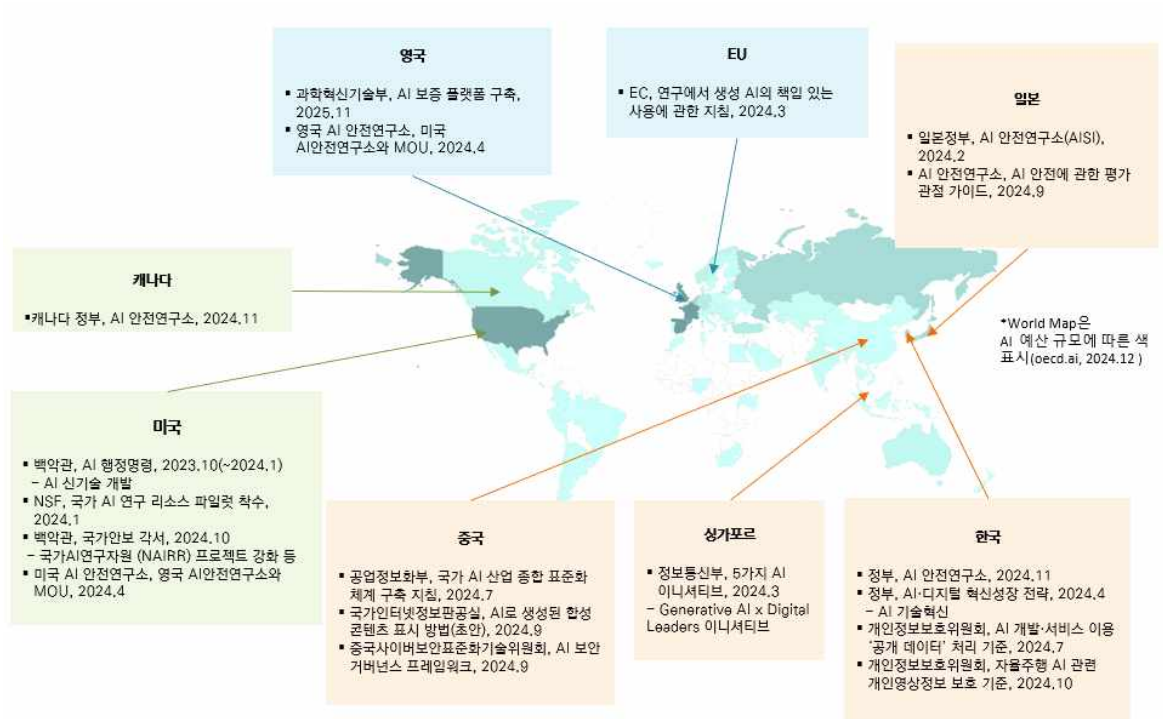 영국
▪ 과학혁신기술부, AI 보증 플랫폼 구축,
2025.11
▪ 영국 AI 안전연구소, 미국
AI안전연구소와 MOU, 2024.4
EU
▪ EC, 연구에서 생성 AI의 책임 있는
사용에 관한 지침, 2024.3
일본
▪ 일본정부, AI 안전연구소(AISI),
2024.2
▪ AI 안전연구소, AI 안전에 관한 평가
관점 가이드, 2024.9
캐나다
▪캐나다 정부, AI 안전연구소, 2024.11
*World Map은
AI 예산 규모에 따른 색
표시(oecd.ai, 2024.12 )
미국
▪ 백악관, AI 행정명령, 2023.10(~2024.1)
– AI 신기술 개발
▪ NSF, 국가 AI 연구 리소스 파일럿 착수,
2024.1
▪ 백악관, 국가안보 각서, 2024.10
– 국가AI연구자원 (NAIRR) 프로젝트 강화 등
▪ 미국 AI 안전연구소, 영국 AI안전연구소와
MOU, 2024.4
중국
▪ 공업정보화부, 국가 AI 산업 종합 표준화
체계 구축 지침, 2024.7
▪ 국가인터넷정보판공실, AI로 생성된 합성
콘텐츠 표시 방법(초안), 2024.9
▪ 중국사이버보안표준화기술위원회, AI 보안
거버넌스 프레임워크, 2024.9
싱가포르
▪ 정보통신부, 5가지 AI
이니셔티브, 2024.3
– Generative AI x Digital
Leaders 이니셔티브
한국
▪ 정부, AI 안전연구소, 2024.11
▪ 정부, AI·디지털 혁신성장 전략, 2024.4
– AI 기술혁신
▪ 개인정보보호위원회, AI 개발·서비스 이용
‘공개 데이터’ 처리 기준, 2024.7
▪ 개인정보보호위원회, 자율주행 AI 관련
개인영상정보 보호 기준, 2024.10